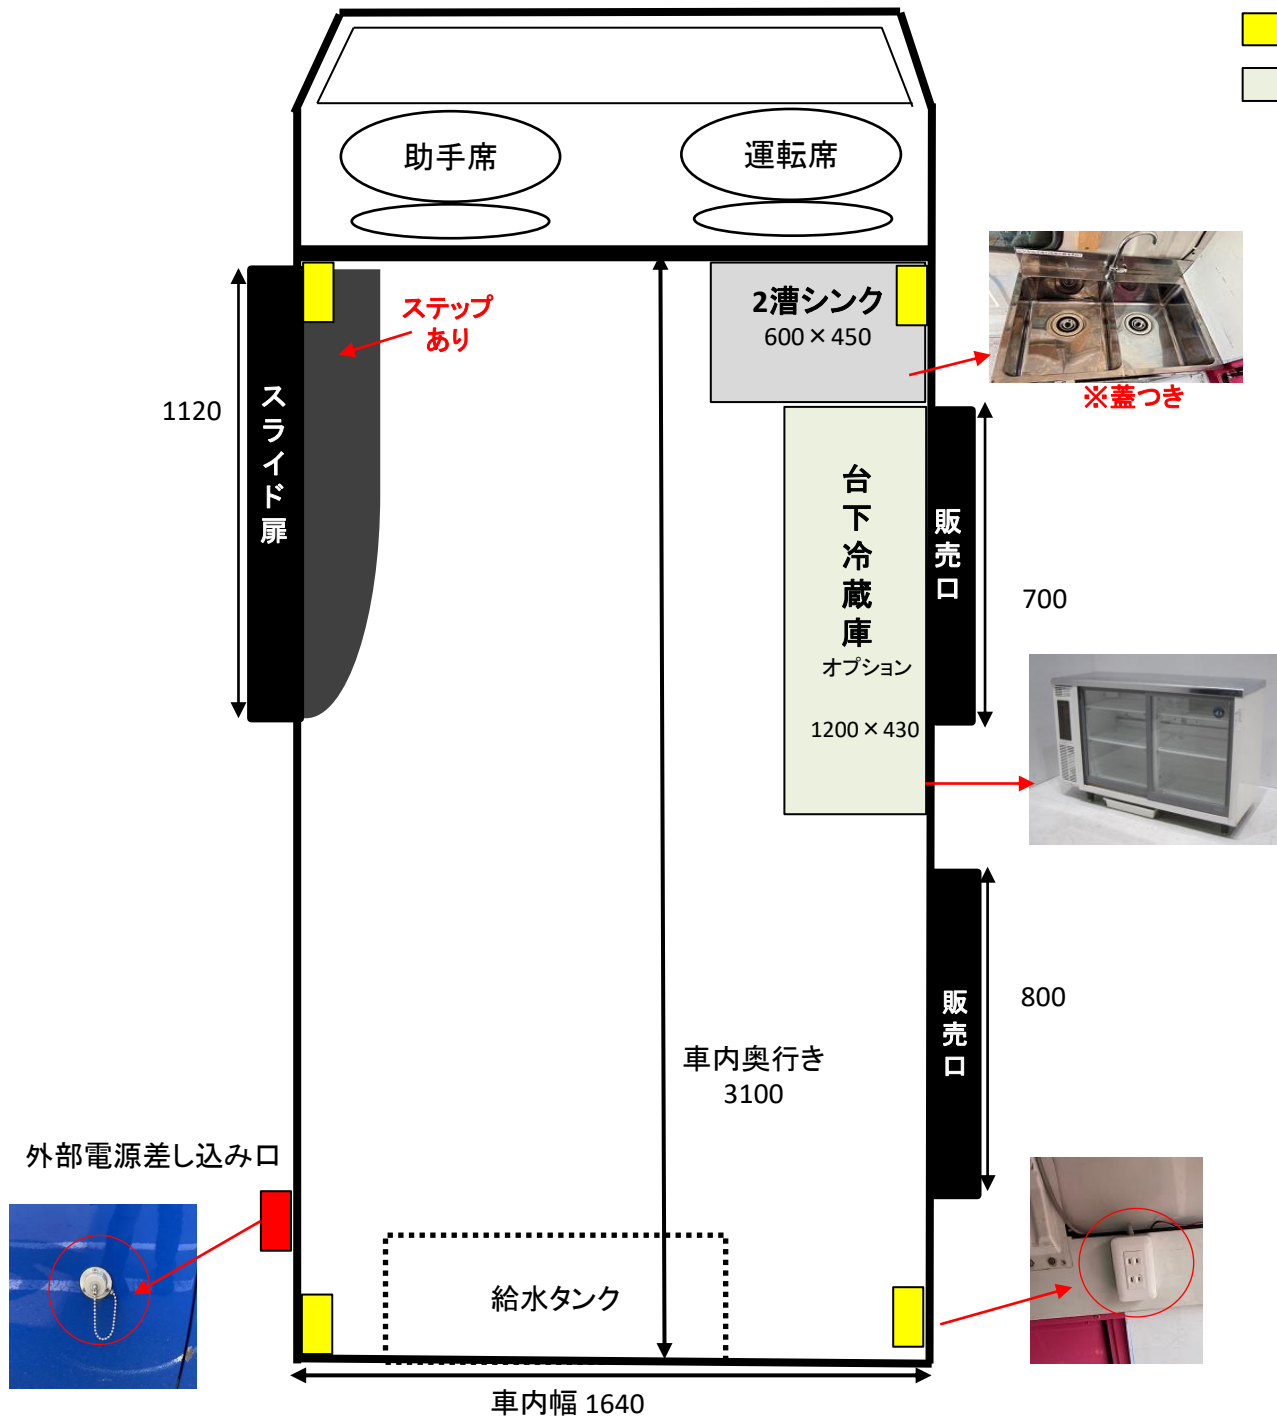 助手席
運転席
ステップ
あり
2漕シンク
600×450
※蓋つき
1120
スライド扉
台下冷蔵庫
オプション
1200×430
販売口
700
販売口
800
車内奥行き
3100
外部電源差し込み口
給水タンク
車内幅 1640